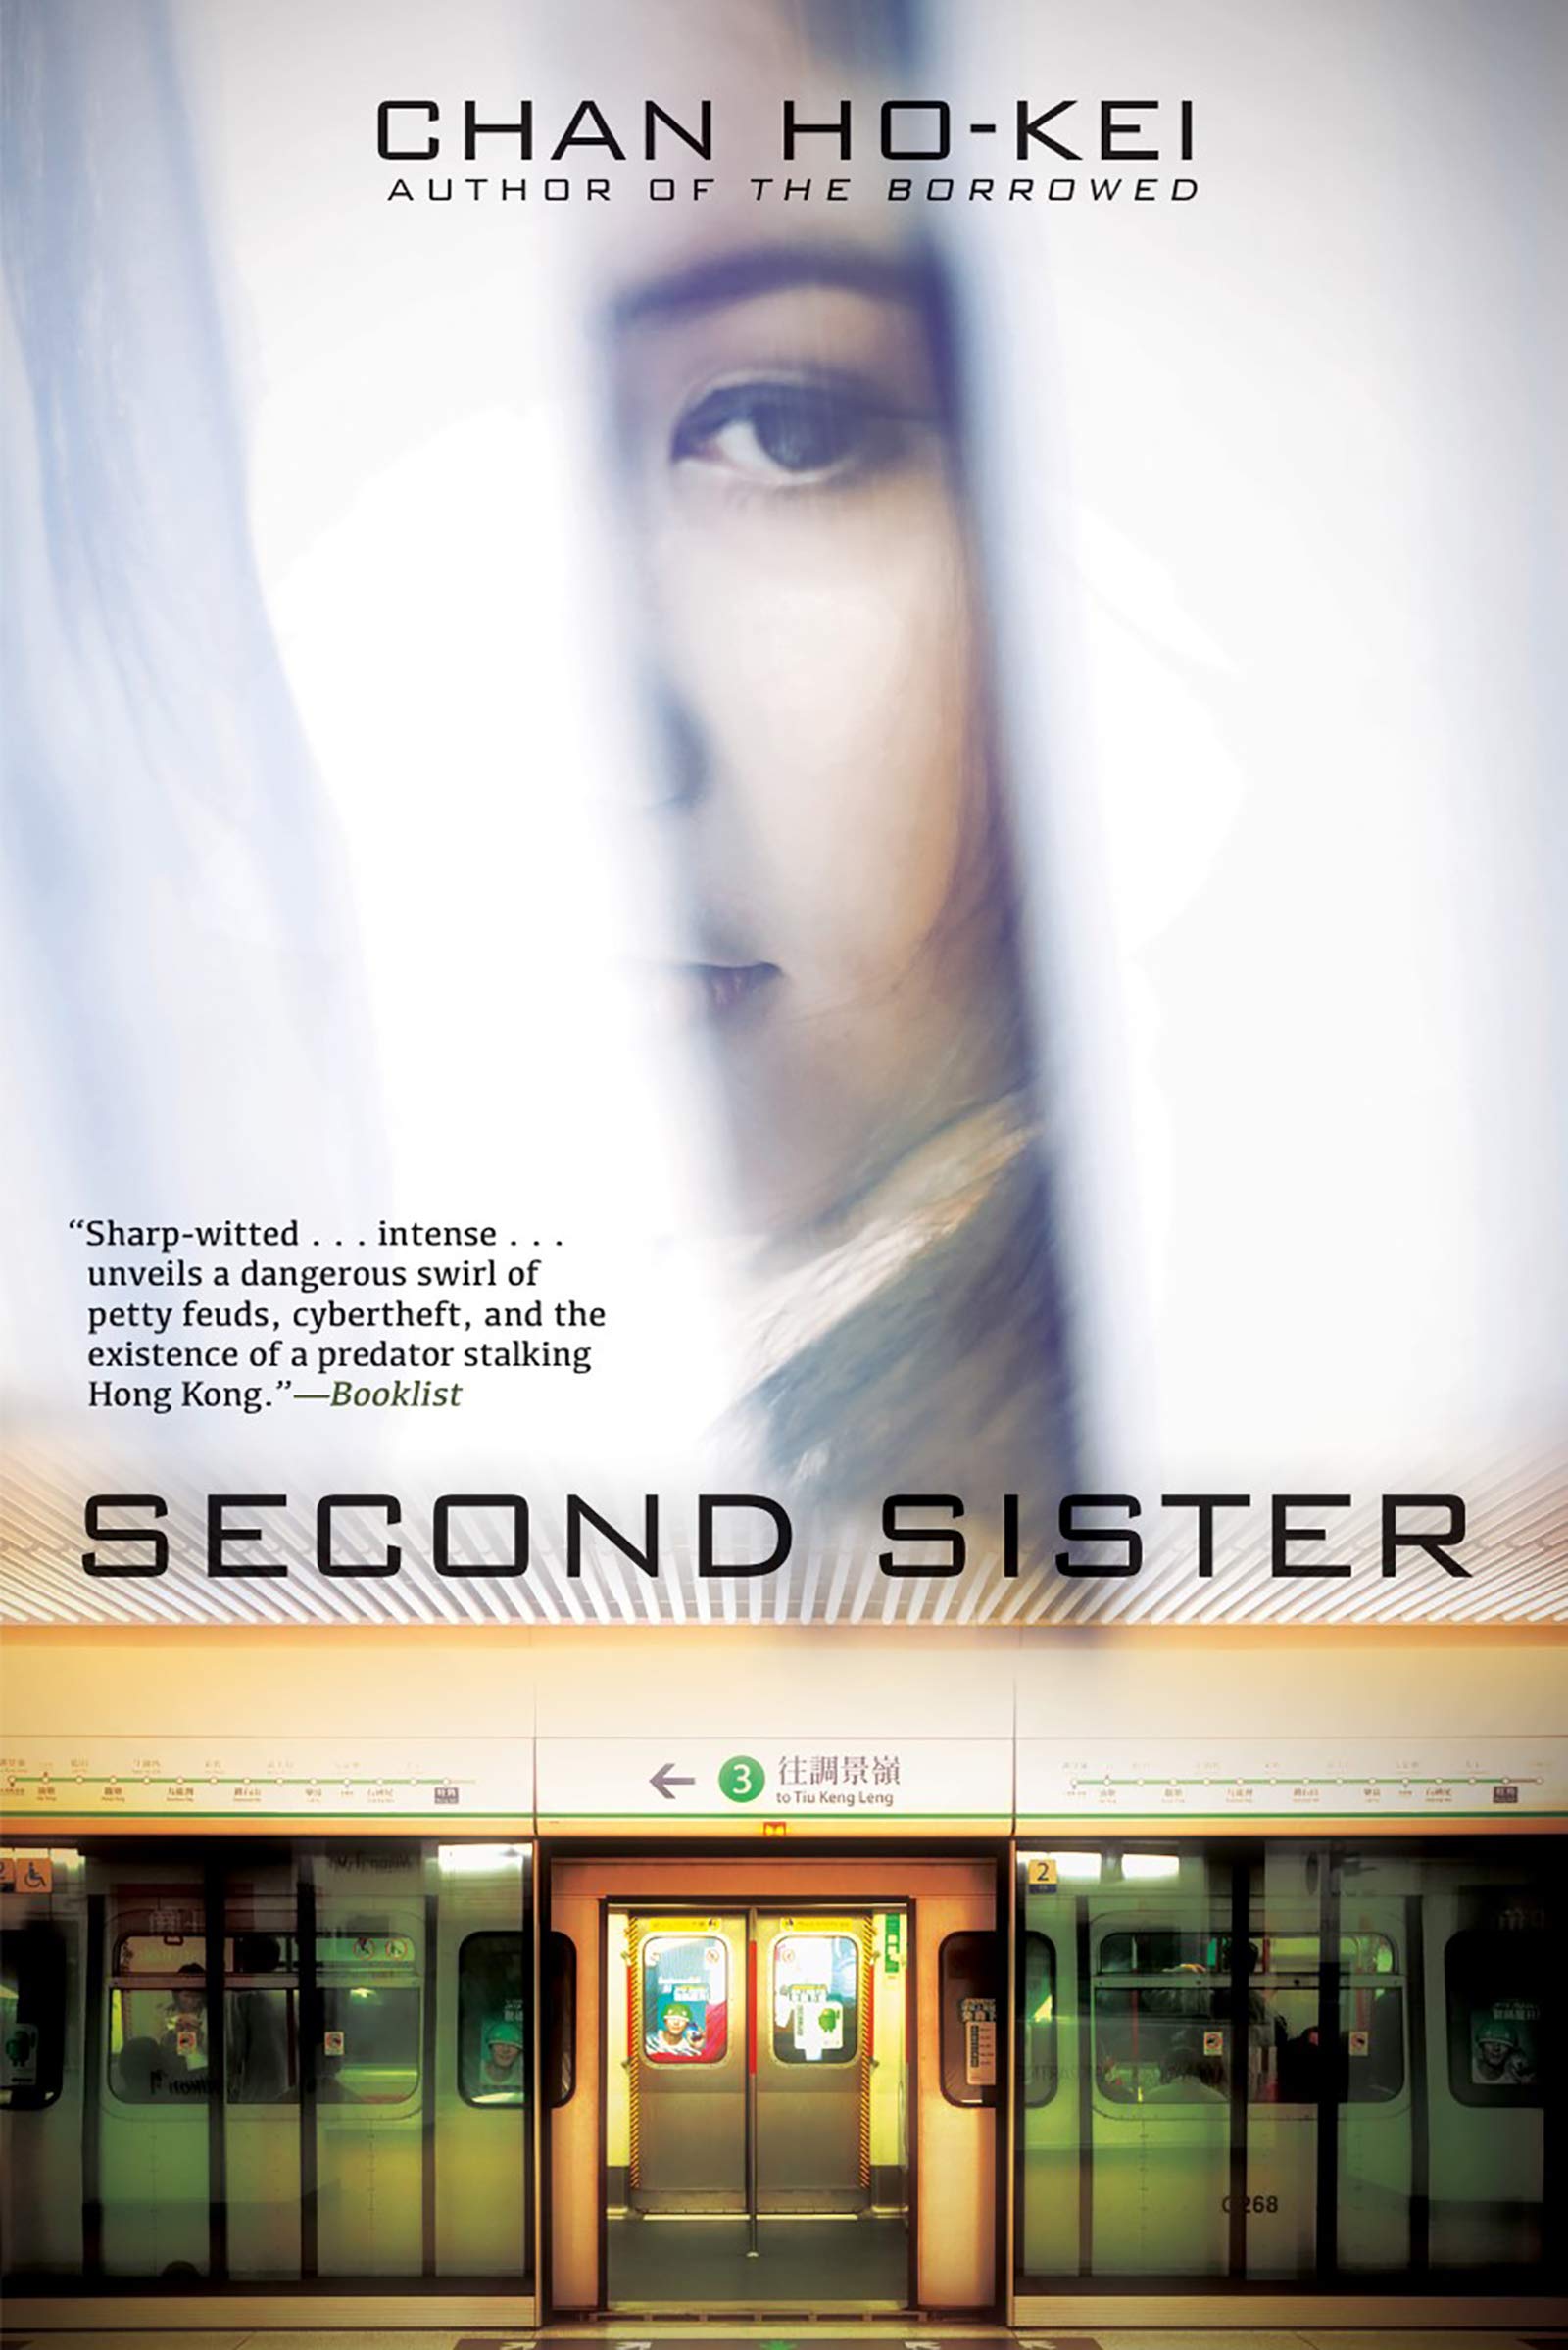 CHAN HO-KEI
AUTHOR OF THE BORROWED
“Sharp-witted . . . intense . . .
unveils a dangerous swirl of
petty feuds, cybertheft, and the
existence of a predator stalking
Hong Kong.”—Booklist
SECOND SISTER
3 往調景嶺
to Tiu Keng Leng
2
2
268